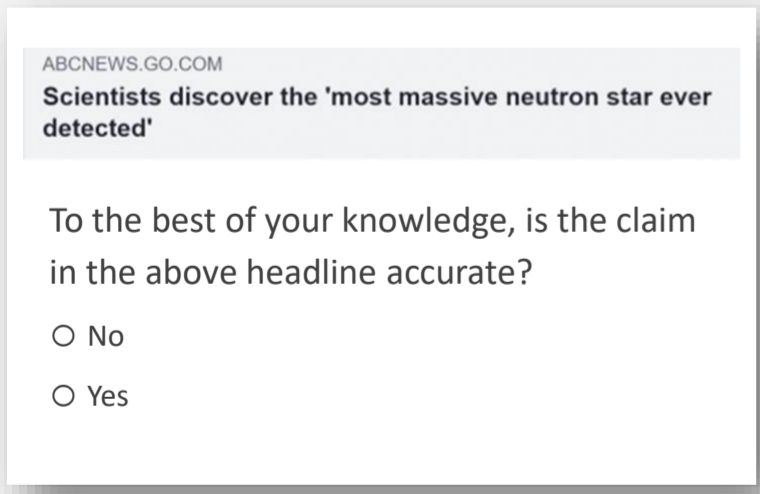 ABCNEWS.GO.COM
Scientists discover the 'most massive neutron star ever
detected'
To the best of your knowledge, is the claim
in the above headline accurate?
No
Yes